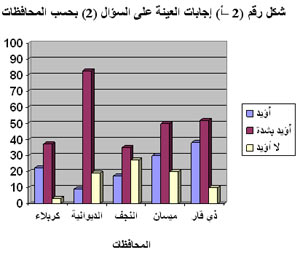 شكل رقم (2 –أ) إجابات العينة على السؤال (2) بحسب المحافظات
100
90
80
70
60
50
40
30
20
10
0
كربلاء الديوانية النجف ميسان ذي قار
المحافظات
أؤيد
أؤيد بشدة
لا أؤيد